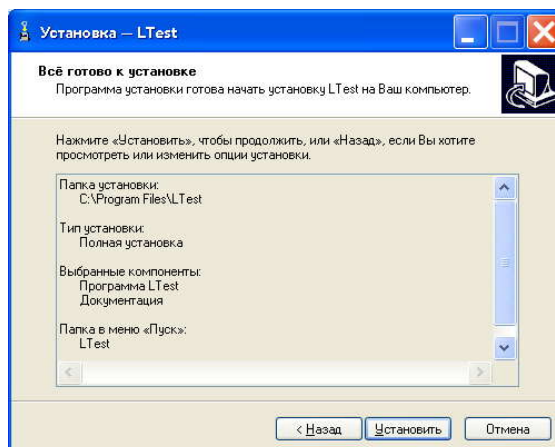 Установка — LTest
Всё готово к установке
Программа установки готова начать установку LTest на Ваш компьютер.
Нажмите «Установить», чтобы продолжить, или «Назад», если Вы хотите
просмотреть или изменить опции установки.
Папка установки:
C:\Program Files\LTest
Тип установки:
Полная установка
Выбранные компоненты:
Программа LTest
Документация
Папка в меню «Пуск»:
LTest
< Назад
Установить
Отмена